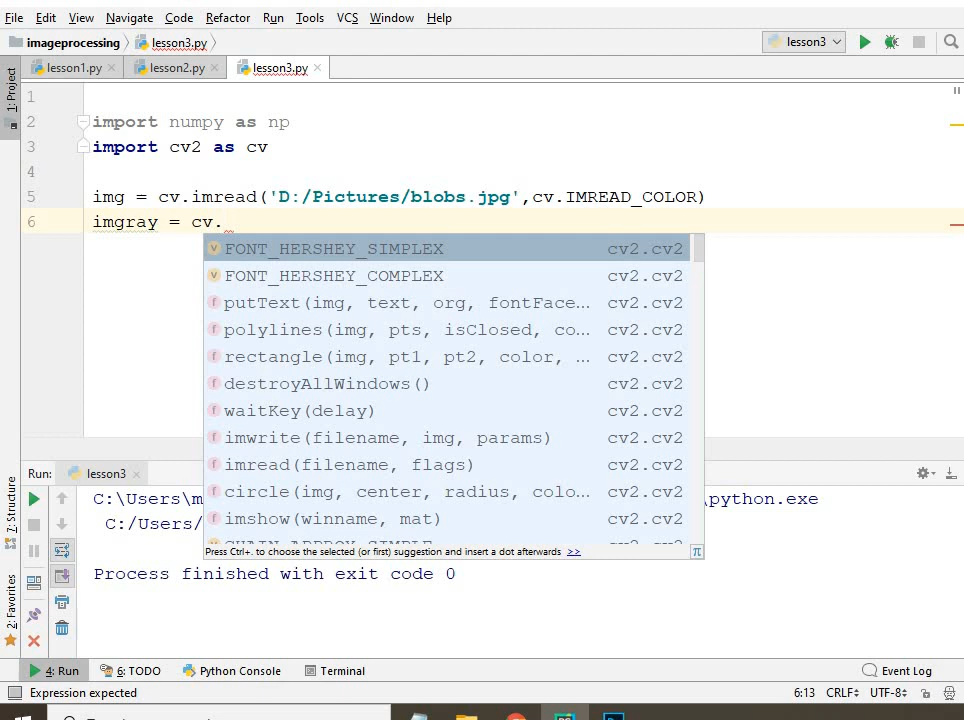 File Edit View Navigate Code Refactor Run Tools VCS Window Help
imageprocessing lesson3.py lesson3
lesson1.py lesson2.py lesson3.py
1: Project
1
2 import numpy as np
3 import cv2 as cv
4
5 img = cv.imread('D:/Pictures/blobs.jpg',cv.IMREAD_COLOR)
6 imgray = cv.
v FONT_HERSHEY_SIMPLEX cv2.cv2
v FONT_HERSHEY_COMPLEX cv2.cv2
f putText(img, text, org, fontFace... cv2.cv2
f polylines(img, pts, isClosed, co... cv2.cv2
f rectangle(img, pt1, pt2, color, ... cv2.cv2
f destroyAllWindows() cv2.cv2
f waitKey(delay) cv2.cv2
f imwrite(filename, img, params) cv2.cv2
f imread(filename, flags) cv2.cv2
f circle(img, center, radius, colo... cv2.cv2
f imshow(winname, mat) cv2.cv2
Press Ctrl+. to choose the selected (or first) suggestion and insert a dot afterwards >> π
Run: lesson3
7: Structure
2: Favorites
C:\Users\m \python.exe
C:/Users/
Process finished with exit code 0
4: Run 6: TODO Python Console Terminal Event Log
Expression expected 6:13 CRLF UTF-8